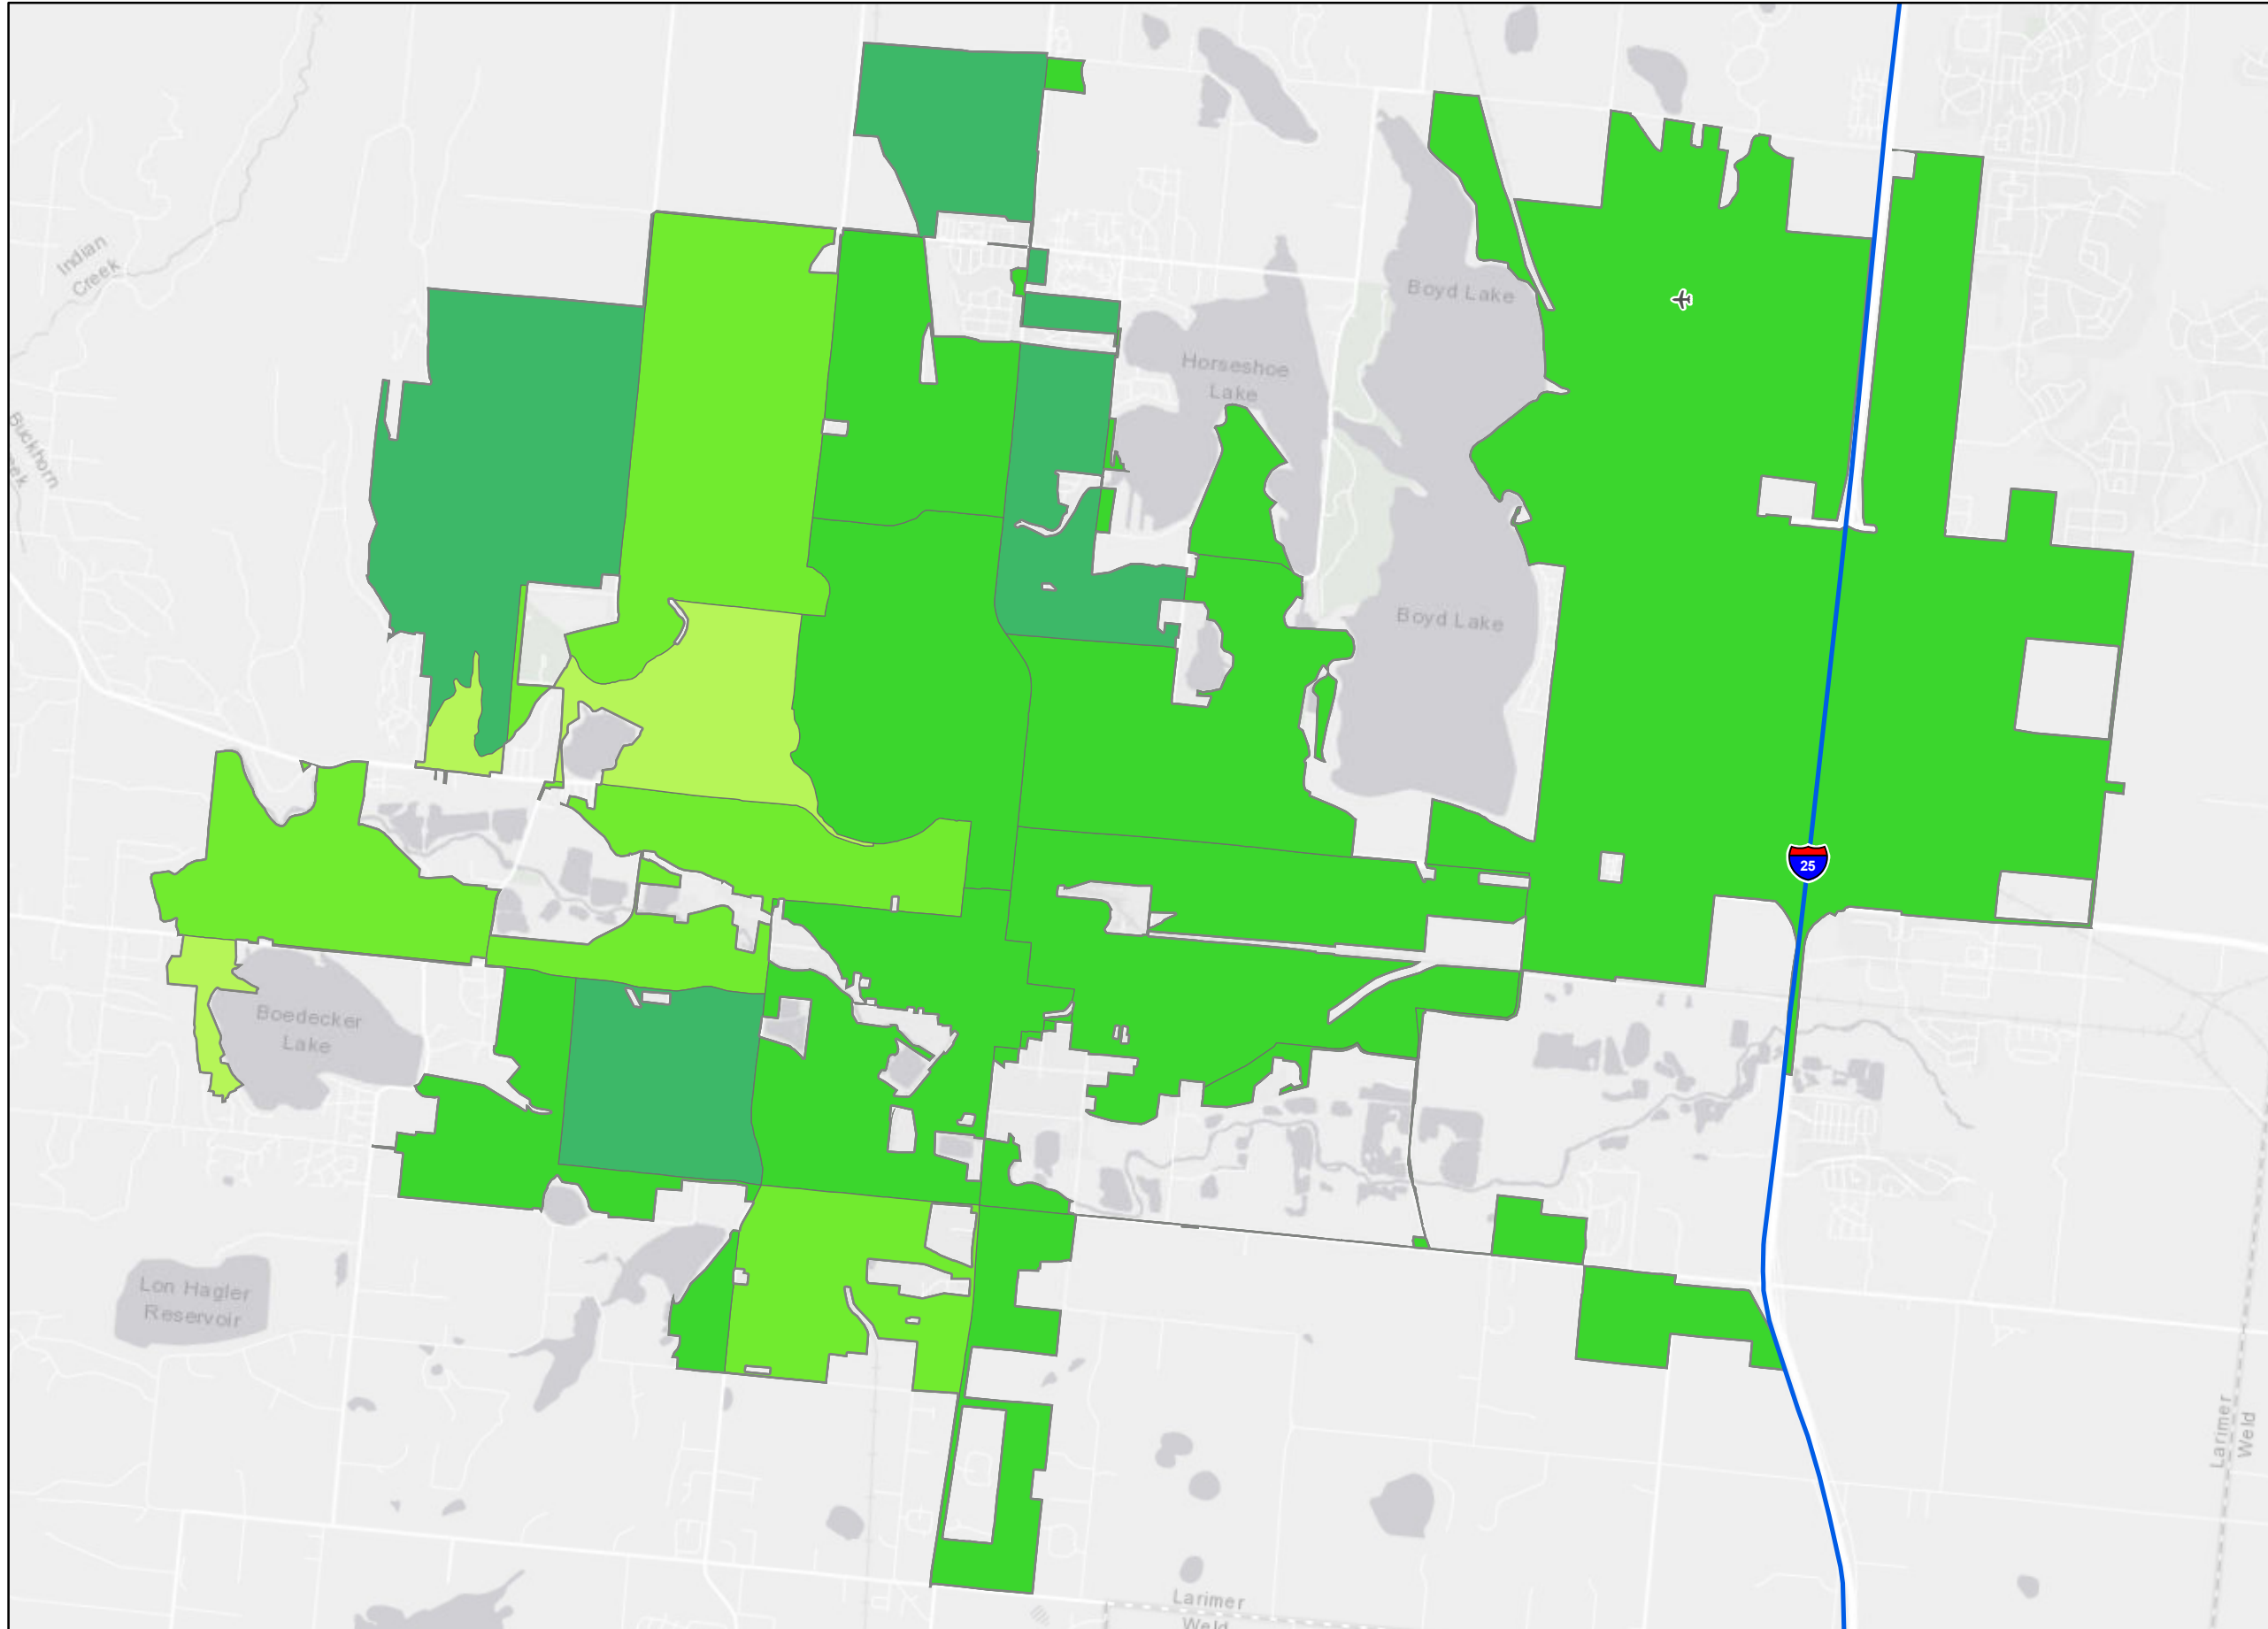 Indian
Creek
Boyd Lake
Horseshoe
Lake
Buckhorn
Boyd Lake
25
Boedecker
Lake
Lon Hagler
Reservoir
Larimer
Weld
Larimer
Weld